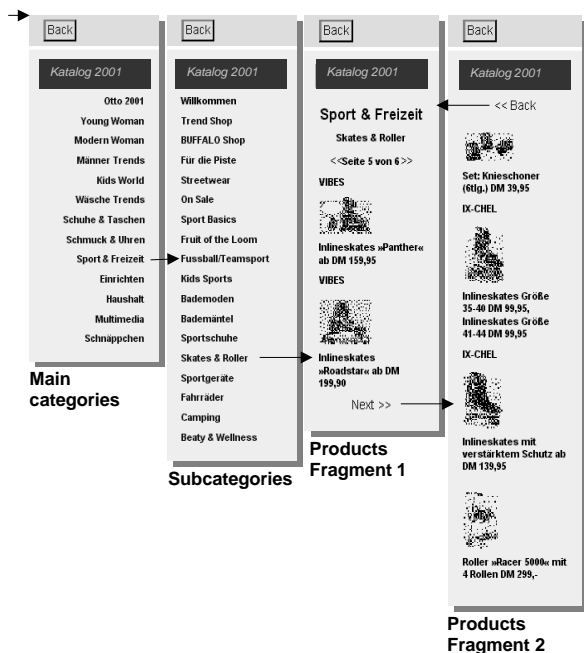 Back
Katalog 2001
Otto 2001
Young Woman
Modern Woman
Männer Trends
Kids World
Wäsche Trends
Schuhe & Taschen
Schmuck & Uhren
Sport & Freizeit
Einrichten
Haushalt
Multimedia
Schnäppchen
Main
categories
Back
Katalog 2001
Willkommen
Trend Shop
BUFFALO Shop
Für die Piste
Streetwear
On Sale
Sport Basics
Fruit of the Loom
Fussball/Teamsport
Kids Sports
Bademoden
Bademäntel
Sportschuhe
Skates & Roller
Sportgeräte
Fahrräder
Camping
Beaty & Wellness
Subcategories
Back
Katalog 2001
Sport & Freizeit
Skates & Roller
<<Seite 5 von 6>>
VIBES
Inlineskates »Panther«
ab DM 159,95
VIBES
Inlineskates
»Roadstar« ab DM
199,90
Next >>
Products
Fragment 1
Back
Katalog 2001
<< Back
Set: Knieschoner
(6tlg.) DM 39,95
IX-CHEL
Inlineskates Größe
35-40 DM 99,95,
Inlineskates Größe
41-44 DM 99,95
IX-CHEL
Inlineskates mit
verstärktem Schutz ab
DM 139,95
Roller »Racer 5000« mit
4 Rollen DM 299,-
Products
Fragment 2